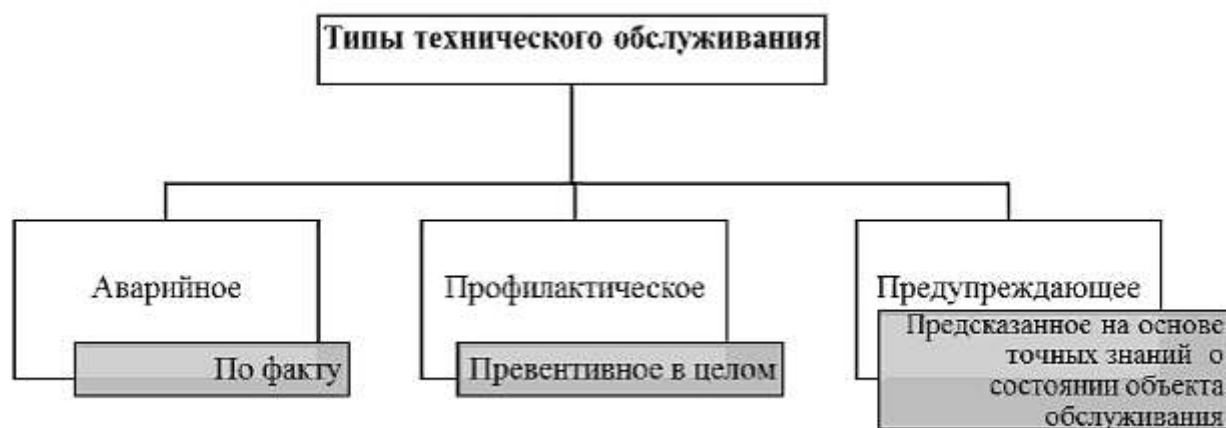 Типы технического обслуживания
Аварийное
По факту
Профилактическое
Превентивное в целом
Предупреждающее
Предсказанное на основе
точных знаний о
состоянии объекта
обслуживания